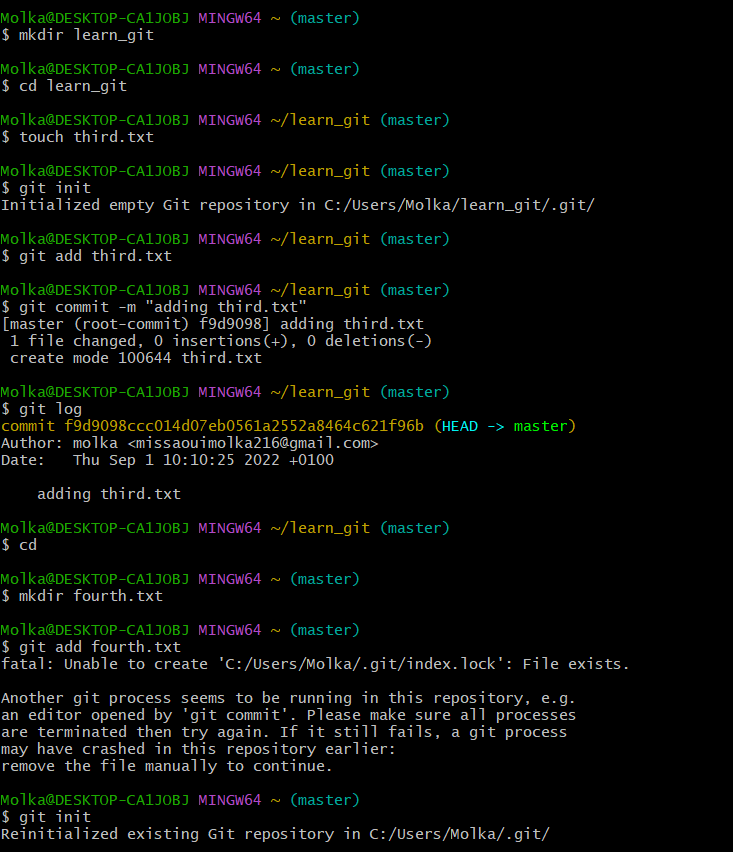 Molka@DESKTOP-CA1JOBJ MINGW64 ~ (master)
$ mkdir learn_git

Molka@DESKTOP-CA1JOBJ MINGW64 ~ (master)
$ cd learn_git

Molka@DESKTOP-CA1JOBJ MINGW64 ~/learn_git (master)
$ touch third.txt

Molka@DESKTOP-CA1JOBJ MINGW64 ~/learn_git (master)
$ git init
Initialized empty Git repository in C:/Users/Molka/learn_git/.git/

Molka@DESKTOP-CA1JOBJ MINGW64 ~/learn_git (master)
$ git add third.txt

Molka@DESKTOP-CA1JOBJ MINGW64 ~/learn_git (master)
$ git commit -m "adding third.txt"
[master (root-commit) f9d9098] adding third.txt
 1 file changed, 0 insertions(+), 0 deletions(-)
 create mode 100644 third.txt

Molka@DESKTOP-CA1JOBJ MINGW64 ~/learn_git (master)
$ git log
commit f9d9098ccc014d07eb0561a2552a8464c621f96b (HEAD -> master)
Author: molka <missaouimolka216@gmail.com>
Date:   Thu Sep 1 10:10:25 2022 +0100

    adding third.txt

Molka@DESKTOP-CA1JOBJ MINGW64 ~/learn_git (master)
$ cd

Molka@DESKTOP-CA1JOBJ MINGW64 ~ (master)
$ mkdir fourth.txt

Molka@DESKTOP-CA1JOBJ MINGW64 ~ (master)
$ git add fourth.txt
fatal: Unable to create 'C:/Users/Molka/.git/index.lock': File exists.

Another git process seems to be running in this repository, e.g.
an editor opened by 'git commit'. Please make sure all processes
are terminated then try again. If it still fails, a git process
may have crashed in this repository earlier:
remove the file manually to continue.

Molka@DESKTOP-CA1JOBJ MINGW64 ~ (master)
$ git init
Reinitialized existing Git repository in C:/Users/Molka/.git/